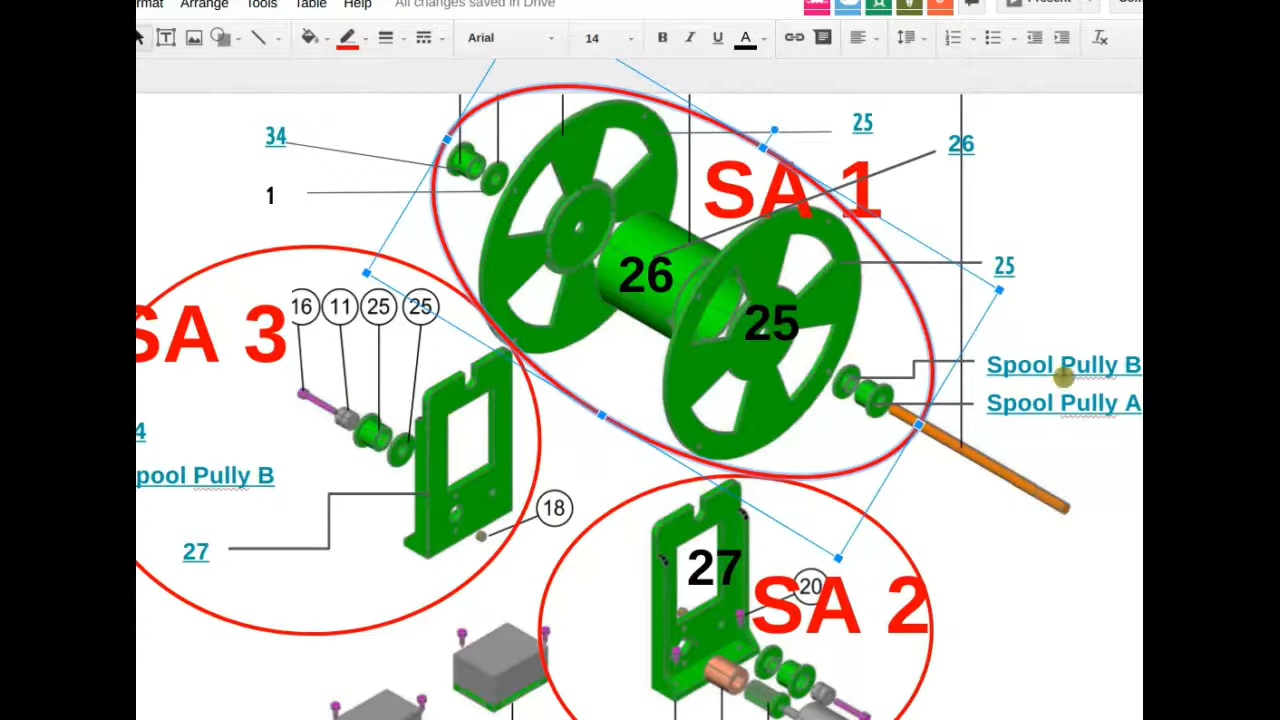 rmat Arrange Tools Table Help All changes saved in Drive Present
Arial 14 B I U A
34
25
26
1
SA 1
26
25
25
SA 3
16 11 25 25
Spool Pully B
Spool Pully A
4
pool Pully B
18
27
27
20
SA 2